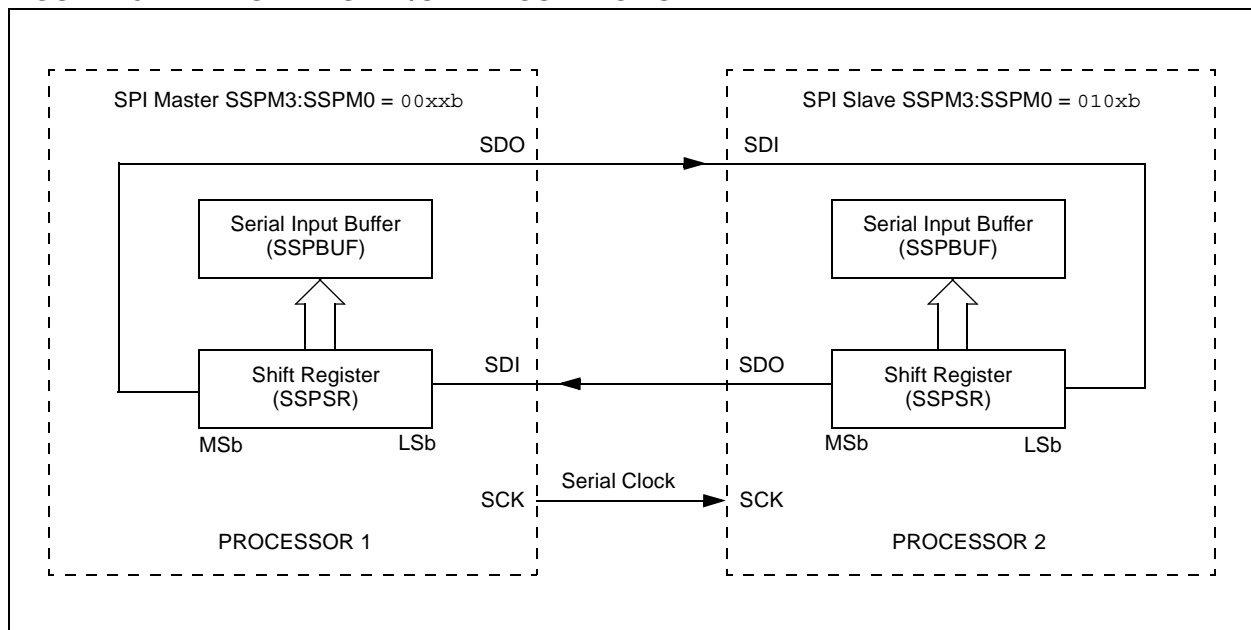 SPI Master SSPM3:SSPM0 = 00xxb
SPI Slave SSPM3:SSPM0 = 010xb
SDO
SDI
Serial Input Buffer
(SSPBUF)
Serial Input Buffer
(SSPBUF)
Shift Register
(SSPSR)
SDI
SDO
Shift Register
(SSPSR)
MSb
LSb
MSb
LSb
SCK
Serial Clock
SCK
PROCESSOR 1
PROCESSOR 2